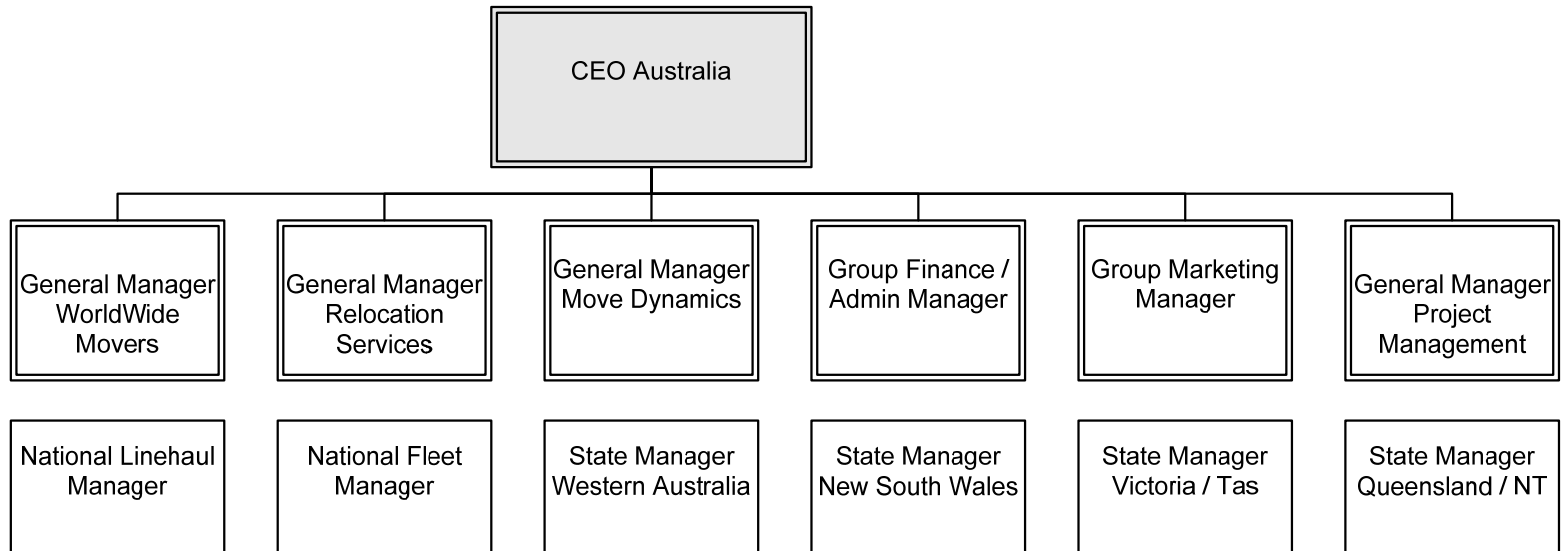 CEO Australia
General Manager
WorldWide
Movers
General Manager
Relocation
Services
General Manager
Move Dynamics
Group Finance /
Admin Manager
Group Marketing
Manager
General Manager
Project
Management
National Linehaul
Manager
National Fleet
Manager
State Manager
Western Australia
State Manager
New South Wales
State Manager
Victoria / Tas
State Manager
Queensland / NT